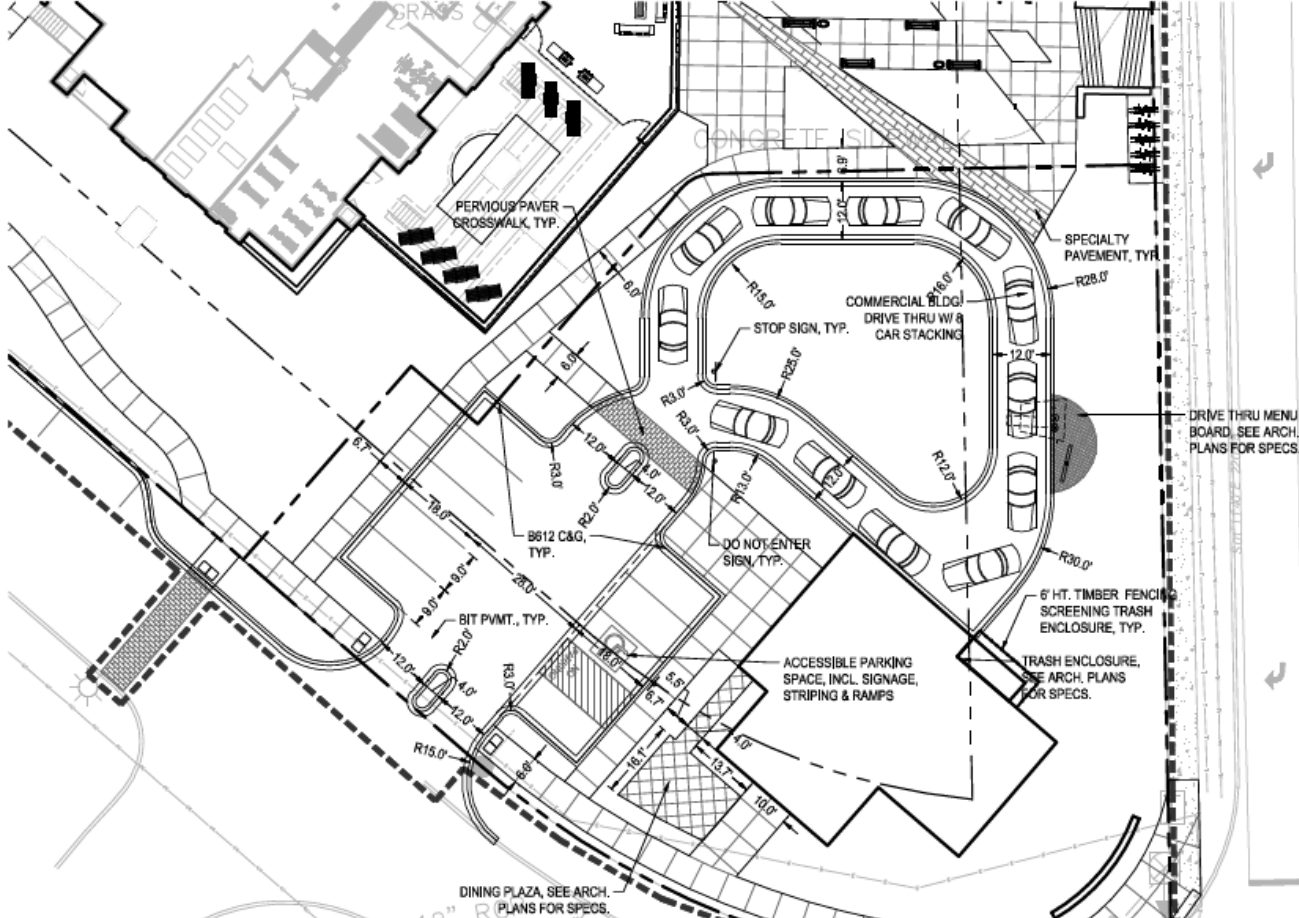 GRASS
CONCRETE SIDEWALK
8.9'
12.0'
PERVIOUS PAVER
CROSSWALK, TYP.
SPECIALTY
PAVEMENT, TYP.
6.0'
R15.0'
R16.0'
R28.0'
COMMERCIAL BLDG.
DRIVE THRU W/ 8
CAR STACKING
STOP SIGN, TYP.
6.0'
R25.0'
12.0'
R3.0'
R3.0'
DRIVE THRU MENU
BOARD, SEE ARCH.
PLANS FOR SPECS.
6.7'
12.0'
R3.0'
4.0'
12.0'
R2.0'
R13.0'
12.0'
R12.0'
18.0'
B612 C&G,
TYP.
DO NOT ENTER
SIGN, TYP.
R30.0'
9.0'
9.0'
26.0'
6' HT. TIMBER FENCING
SCREENING TRASH
ENCLOSURE, TYP.
BIT PVMT., TYP.
R2.0'
12.0'
4.0'
12.0'
R3.0'
18.0'
5.5'
6.7'
ACCESSIBLE PARKING
SPACE, INCL. SIGNAGE,
STRIPING & RAMPS
TRASH ENCLOSURE,
SEE ARCH. PLANS
FOR SPECS.
R15.0'
6.0'
16.1'
4.0'
13.7'
10.0'
DINING PLAZA, SEE ARCH.
PLANS FOR SPECS.